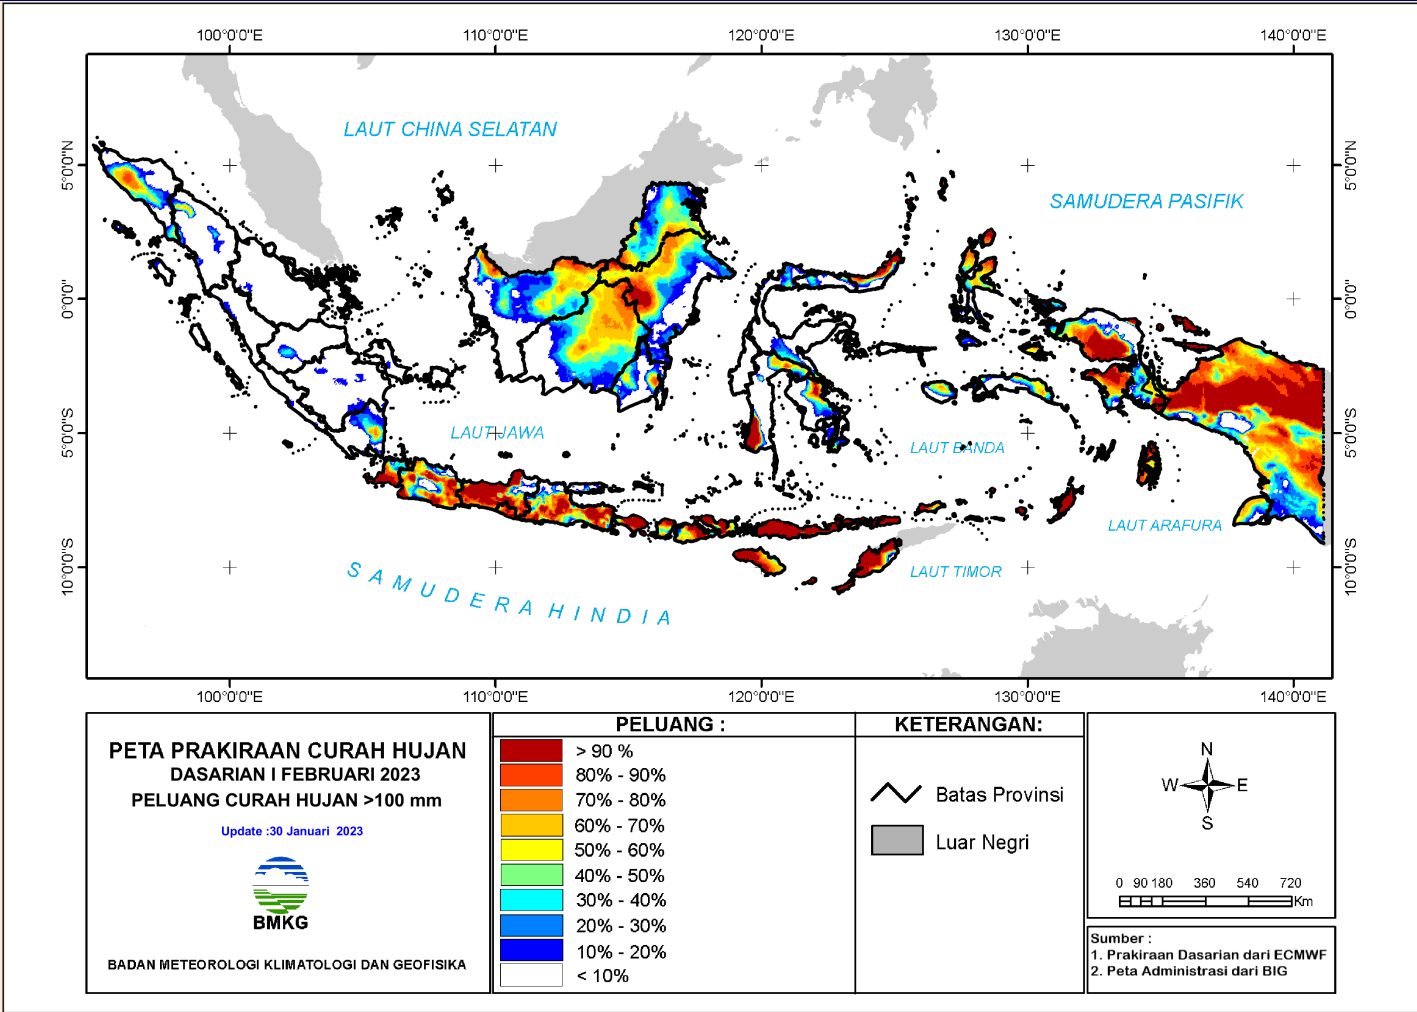 100°0'0"E 110°0'0"E 120°0'0"E 130°0'0"E 140°0'0"E
LAUT CHINA SELATAN
5°0'0"N 5°0'0"N
SAMUDERA PASIFIK
0°0'0" 0°0'0"
LAUT JAWA
5°0'0"S 5°0'0"S
LAUT BANDA
LAUT ARAFURA
10°0'0"S 10°0'0"S
LAUT TIMOR
SAMUDERA HINDIA
100°0'0"E 110°0'0"E 120°0'0"E 130°0'0"E 140°0'0"E
PETA PRAKIRAAN CURAH HUJAN
DASARIAN I FEBRUARI 2023
PELUANG CURAH HUJAN >100 mm
Update :30 Januari 2023
BMKG
BADAN METEOROLOGI KLIMATOLOGI DAN GEOFISIKA
PELUANG :
> 90 %
80% - 90%
70% - 80%
60% - 70%
50% - 60%
40% - 50%
30% - 40%
20% - 30%
10% - 20%
< 10%
KETERANGAN:
Batas Provinsi
Luar Negri
N
W E
S
0 90 180 360 540 720
Km
Sumber :
1. Prakiraan Dasarian dari ECMWF
2. Peta Administrasi dari BIG